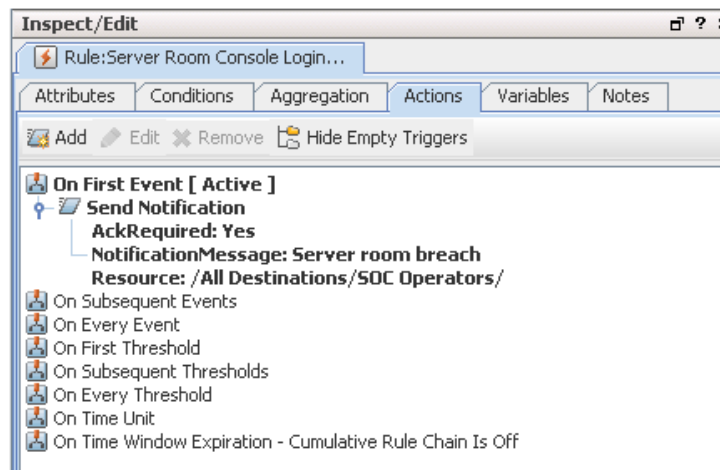 Inspect/Edit
Rule:Server Room Console Login...
Attributes Conditions Aggregation Actions Variables Notes
Add Edit Remove Hide Empty Triggers
On First Event [ Active ]
Send Notification
AckRequired: Yes
NotificationMessage: Server room breach
Resource: /All Destinations/SOC Operators/
On Subsequent Events
On Every Event
On First Threshold
On Subsequent Thresholds
On Every Threshold
On Time Unit
On Time Window Expiration - Cumulative Rule Chain Is Off